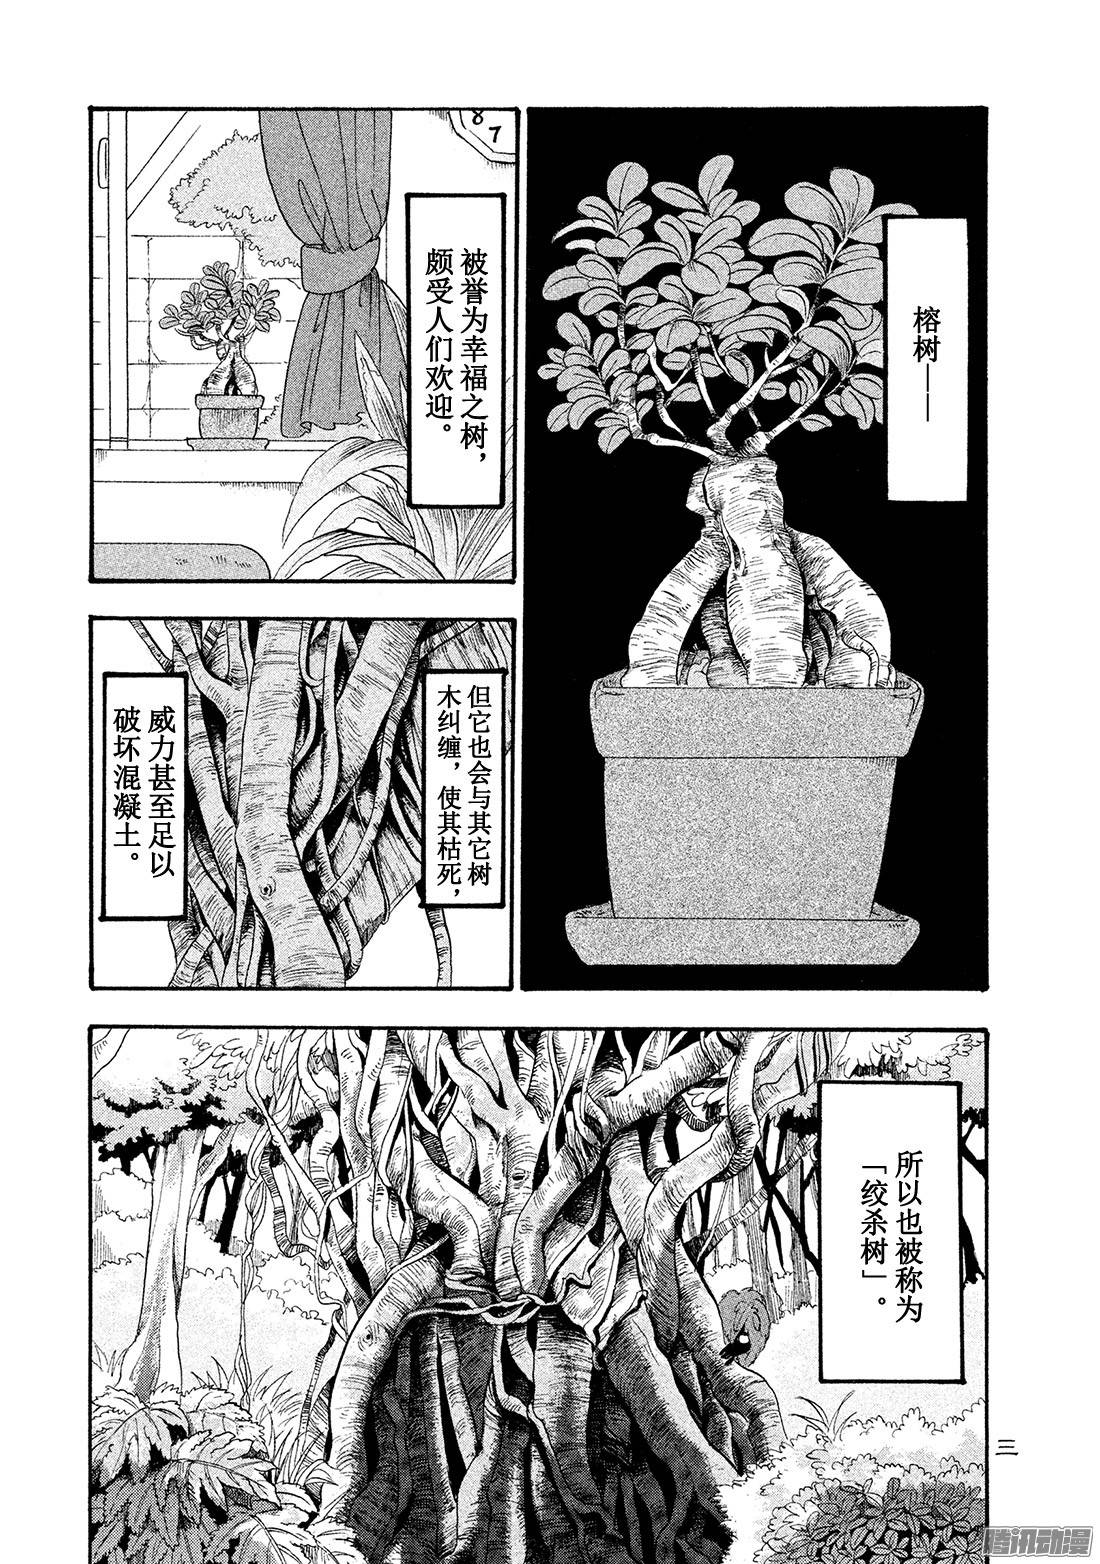 榕树——
被誉为幸福之树，
颇受人们欢迎。
8
7
但它也会与其它树
木纠缠，使其枯死，
威力甚至足以
破坏混凝土。
所以也被称为
「绞杀树」。
三
腾讯动漫